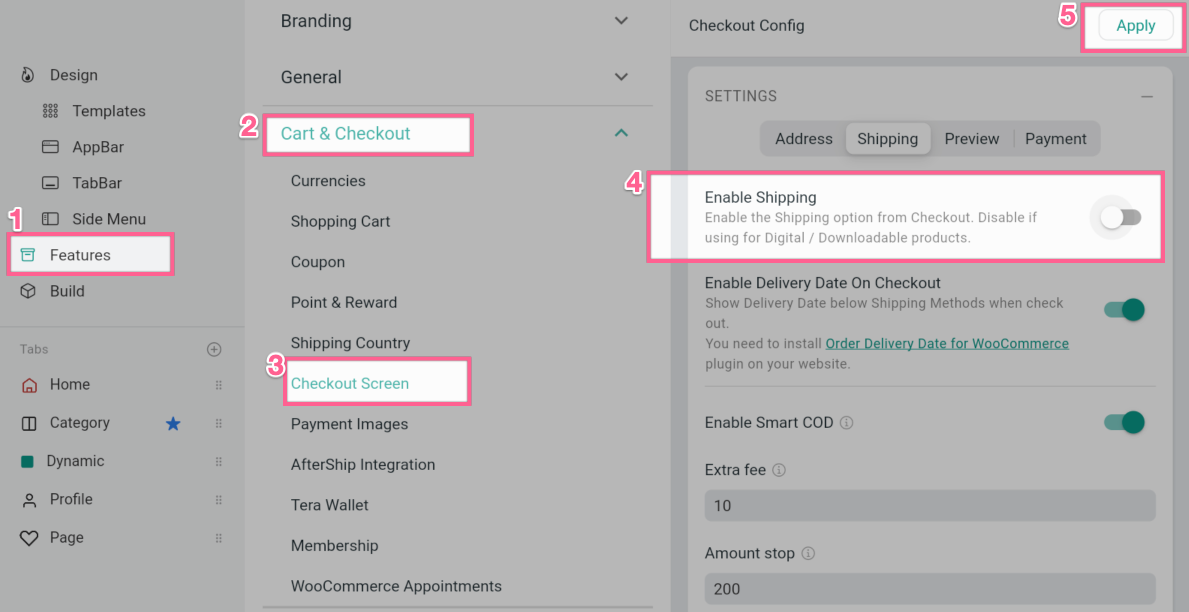 Design
Templates
AppBar
TabBar
1
Side Menu
Features
Build
Tabs
Home
Category
Dynamic
Profile
Page
Branding
General
2
Cart & Checkout
Currencies
Shopping Cart
Coupon
Point & Reward
Shipping Country
3
Checkout Screen
Payment Images
AfterShip Integration
Tera Wallet
Membership
WooCommerce Appointments
Checkout Config
5
Apply
SETTINGS
Address Shipping Preview Payment
4
Enable Shipping
Enable the Shipping option from Checkout. Disable if
using for Digital / Downloadable products.
Enable Delivery Date On Checkout
Show Delivery Date below Shipping Methods when check
out.
You need to install Order Delivery Date for WooCommerce
plugin on your website.
Enable Smart COD
Extra fee
10
Amount stop
200